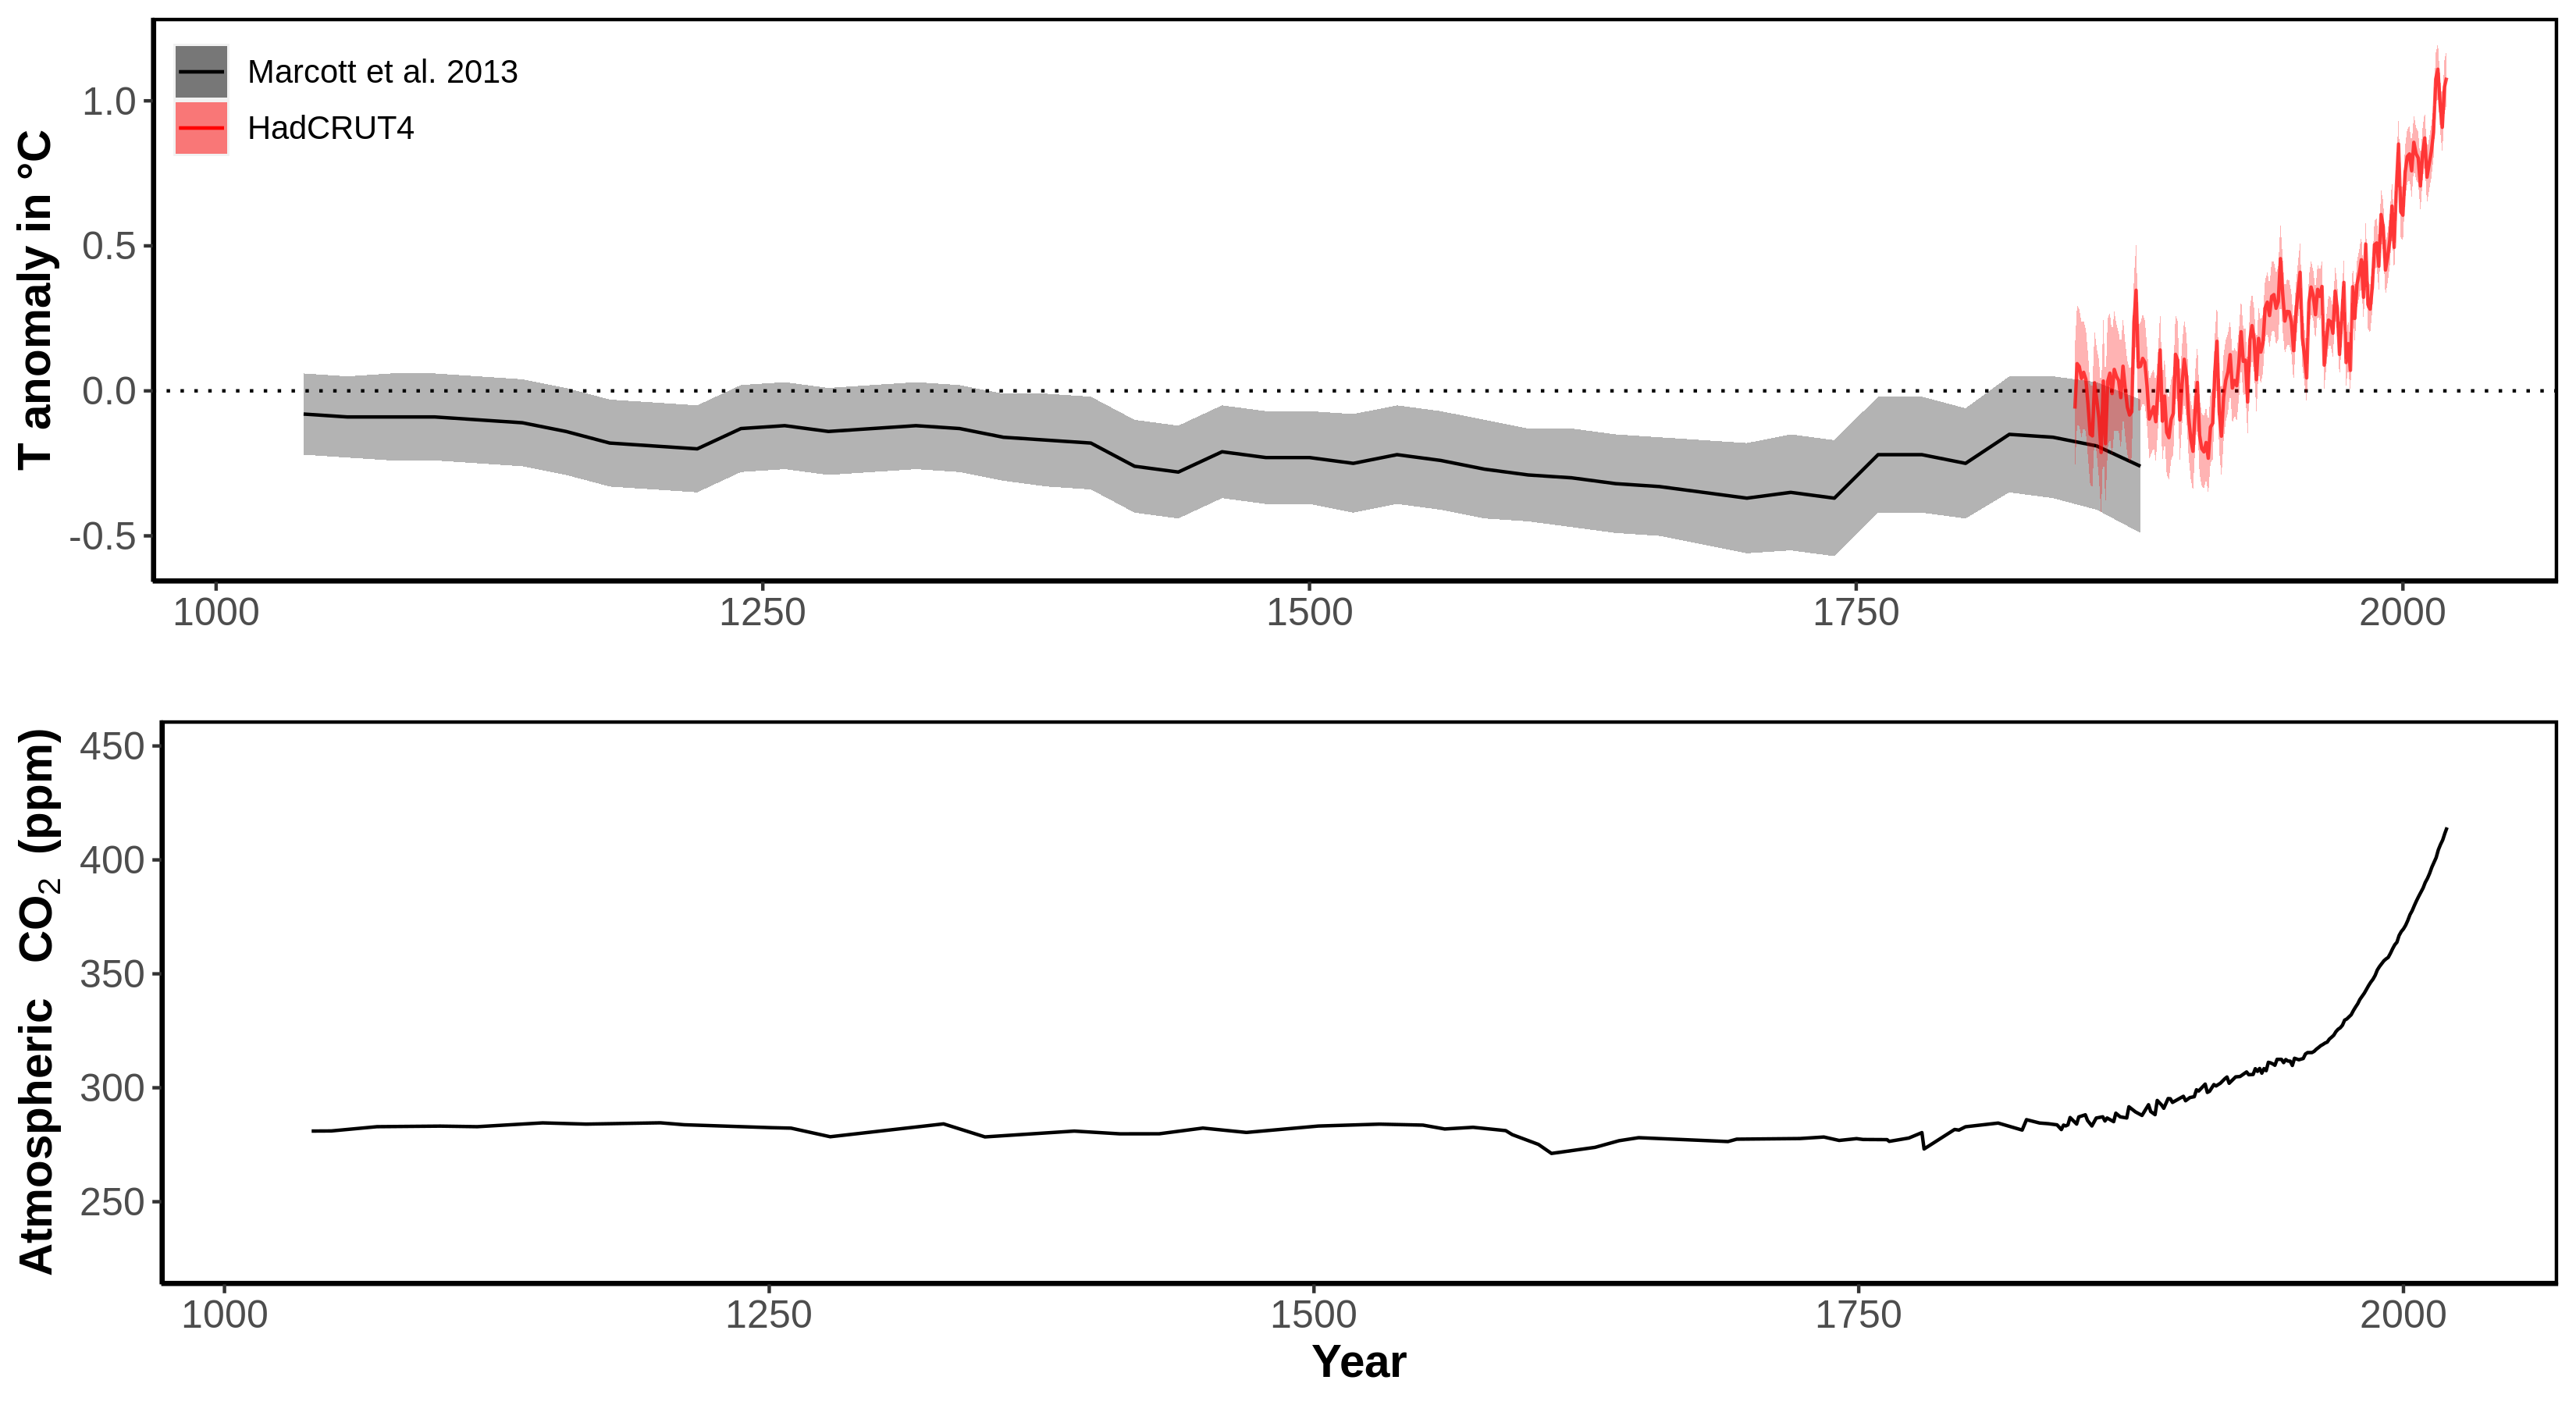 T anomaly in °C
Marcott et al. 2013
HadCRUT4
1.0
0.5
0.0
-0.5
1000 1250 1500 1750 2000
Atmospheric CO₂ (ppm)
450
400
350
300
250
1000 1250 1500 1750 2000
Year